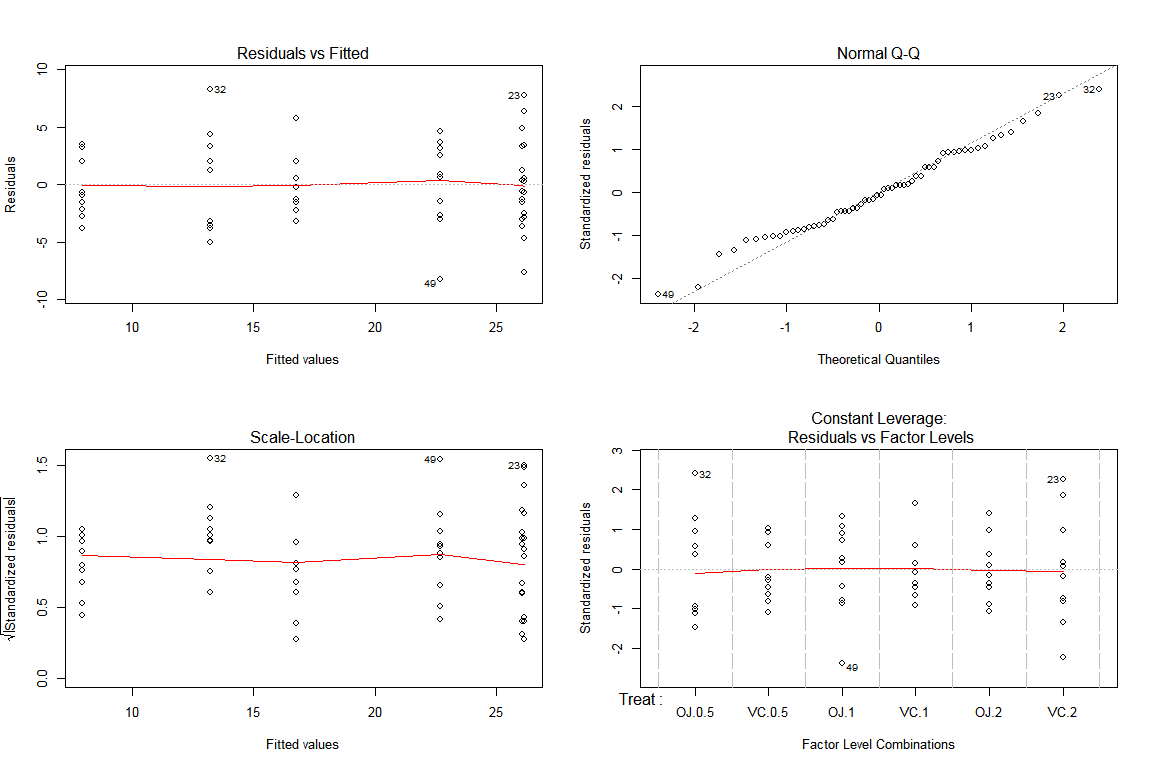 Residuals vs Fitted
10
5
0
-5
-10
Residuals
32
23
49
10 15 20 25
Fitted values
Normal Q-Q
2
1
0
-1
-2
Standardized residuals
23
32
49
-2 -1 0 1 2
Theoretical Quantiles
Scale-Location
1.5
1.0
0.5
0.0
√|Standardized residuals|
32
49
23
10 15 20 25
Fitted values
Constant Leverage:
Residuals vs Factor Levels
3
2
1
0
-1
-2
Standardized residuals
32
23
49
Treat :
OJ.0.5 VC.0.5 OJ.1 VC.1 OJ.2 VC.2
Factor Level Combinations